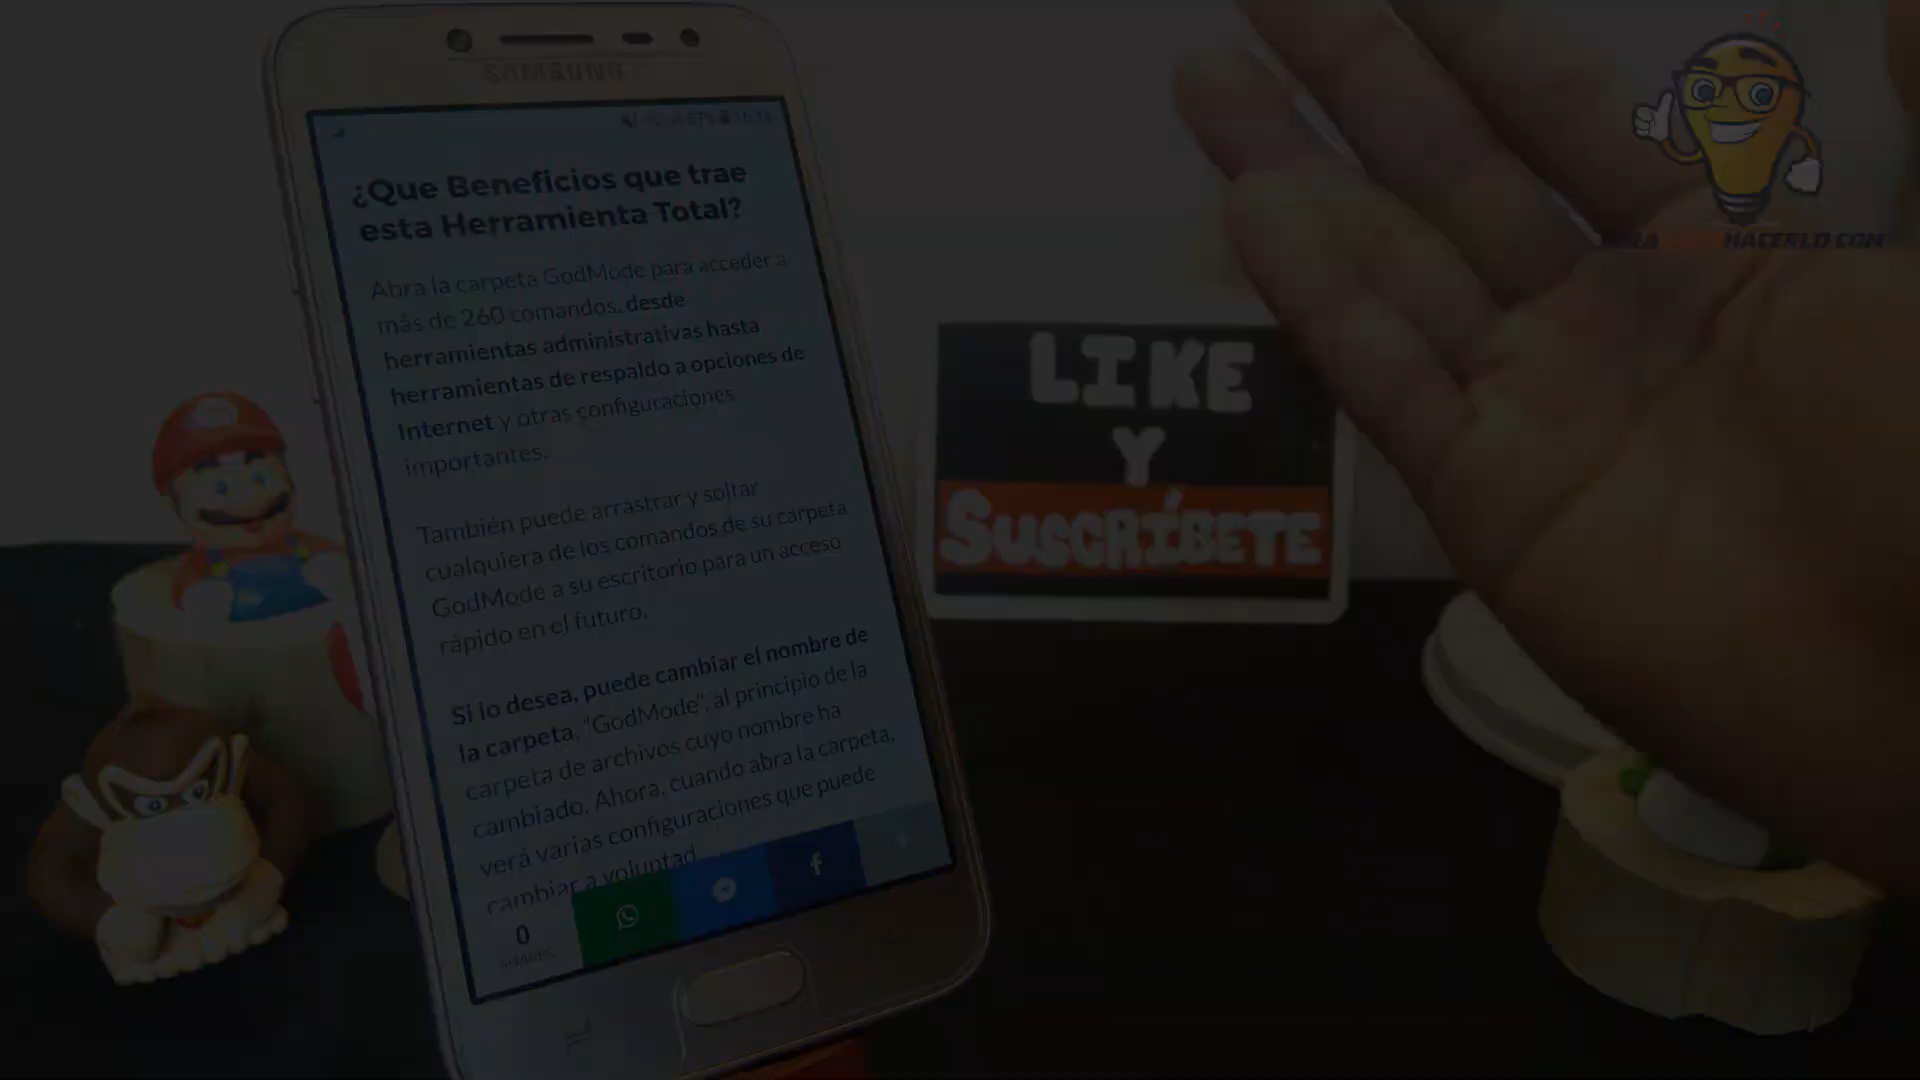 SAMSUNG
¿Que Beneficios que trae
esta Herramienta Total?
Abra la carpeta GodMode para acceder a
más de 260 comandos, desde
herramientas administrativas hasta
herramientas de respaldo a opciones de
Internet y otras configuraciones
importantes.
También puede arrastrar y soltar
cualquiera de los comandos de su carpeta
GodMode a su escritorio para un acceso
rápido en el futuro.
Si lo desea, puede cambiar el nombre de
la carpeta, "GodMode", al principio de la
carpeta de archivos cuyo nombre ha
cambiado. Ahora, cuando abra la carpeta,
verá varias configuraciones que puede
cambiar a voluntad
0
SHARES
LIKE
Y
SUSCRÍBETE
HACERLO.COM